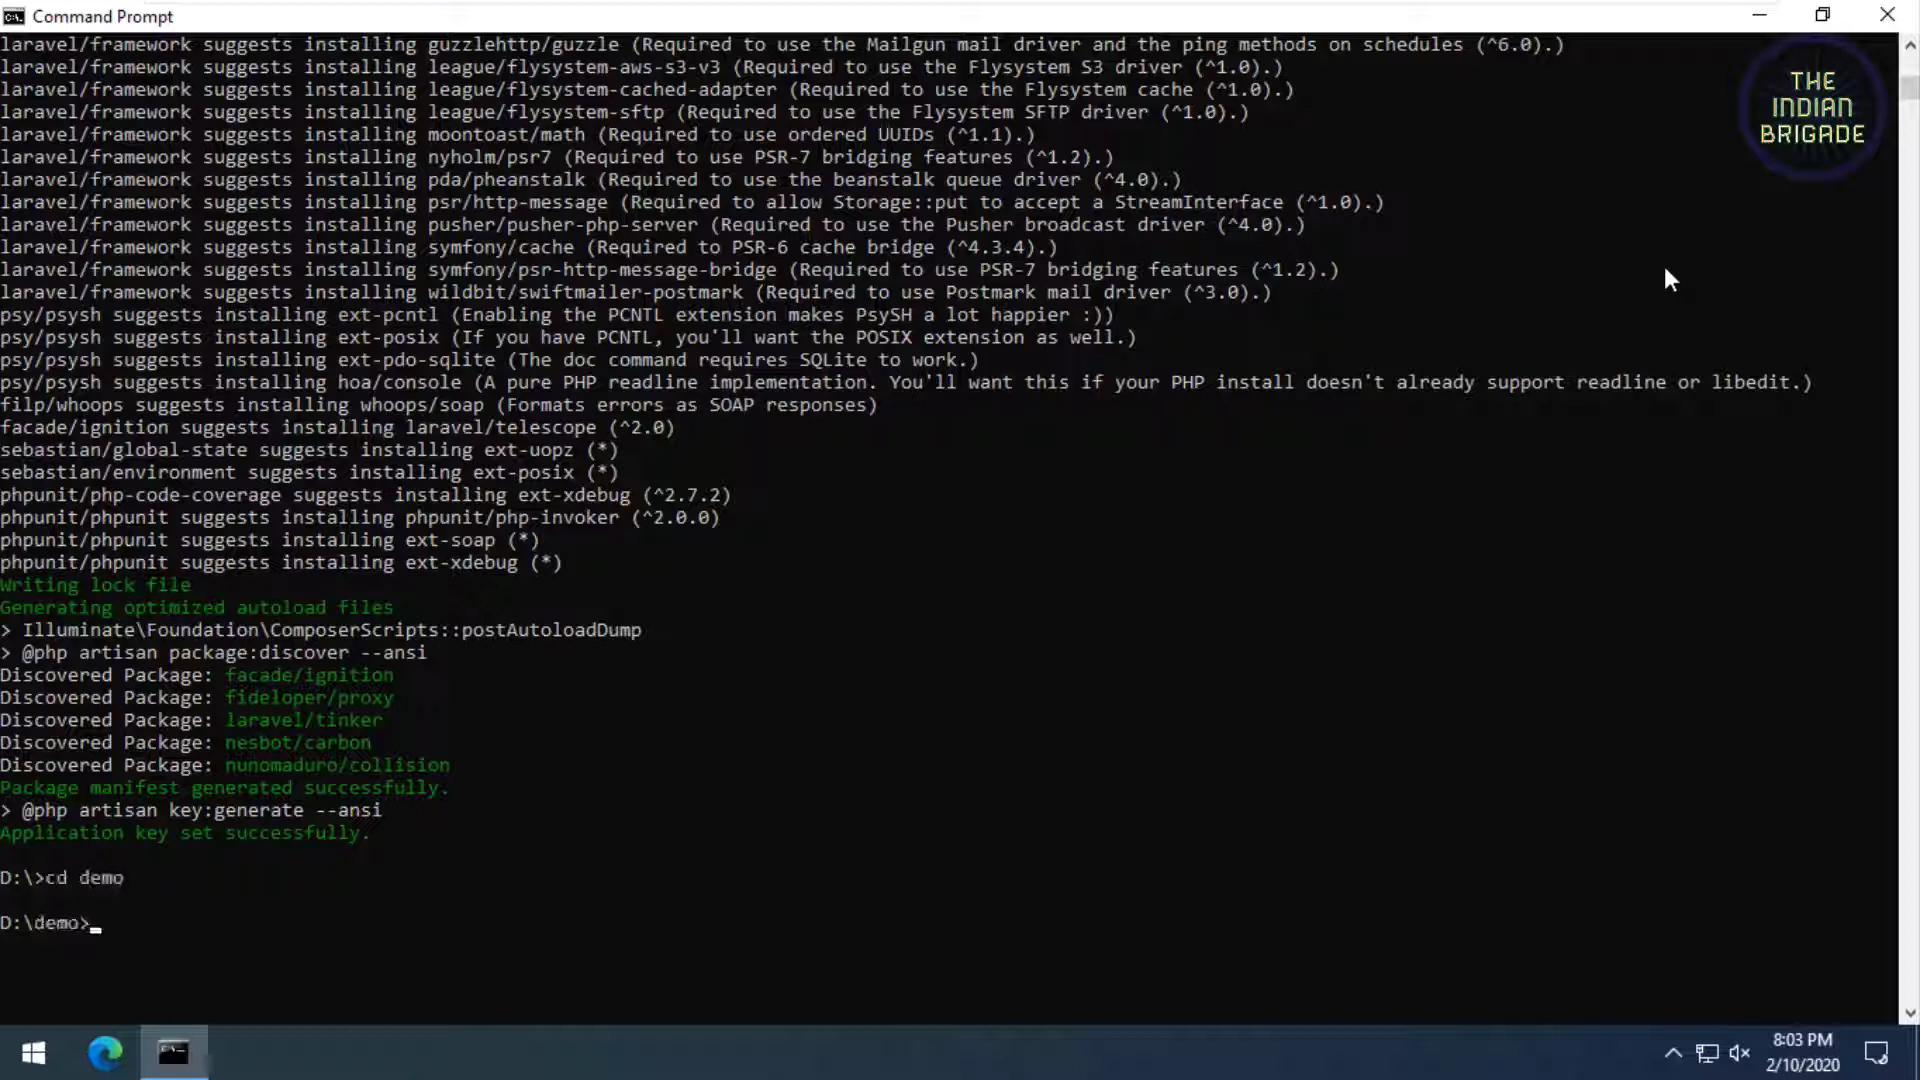 Command Prompt
laravel/framework suggests installing guzzlehttp/guzzle (Required to use the Mailgun mail driver and the ping methods on schedules (^6.0).)
laravel/framework suggests installing league/flysystem-aws-s3-v3 (Required to use the Flysystem S3 driver (^1.0).)
laravel/framework suggests installing league/flysystem-cached-adapter (Required to use the Flysystem cache (^1.0).)
laravel/framework suggests installing league/flysystem-sftp (Required to use the Flysystem SFTP driver (^1.0).)
laravel/framework suggests installing moontoast/math (Required to use ordered UUIDs (^1.1).)
laravel/framework suggests installing nyholm/psr7 (Required to use PSR-7 bridging features (^1.2).)
laravel/framework suggests installing pda/pheanstalk (Required to use the beanstalk queue driver (^4.0).)
laravel/framework suggests installing psr/http-message (Required to allow Storage::put to accept a StreamInterface (^1.0).)
laravel/framework suggests installing pusher/pusher-php-server (Required to use the Pusher broadcast driver (^4.0).)
laravel/framework suggests installing symfony/cache (Required to PSR-6 cache bridge (^4.3.4).)
laravel/framework suggests installing symfony/psr-http-message-bridge (Required to use PSR-7 bridging features (^1.2).)
laravel/framework suggests installing wildbit/swiftmailer-postmark (Required to use Postmark mail driver (^3.0).)
psy/psysh suggests installing ext-pcntl (Enabling the PCNTL extension makes PsySH a lot happier :))
psy/psysh suggests installing ext-posix (If you have PCNTL, you'll want the POSIX extension as well.)
psy/psysh suggests installing ext-pdo-sqlite (The doc command requires SQLite to work.)
psy/psysh suggests installing hoa/console (A pure PHP readline implementation. You'll want this if your PHP install doesn't already support readline or libedit.)
filp/whoops suggests installing whoops/soap (Formats errors as SOAP responses)
facade/ignition suggests installing laravel/telescope (^2.0)
sebastian/global-state suggests installing ext-uopz (*)
sebastian/environment suggests installing ext-posix (*)
phpunit/php-code-coverage suggests installing ext-xdebug (^2.7.2)
phpunit/phpunit suggests installing phpunit/php-invoker (^2.0.0)
phpunit/phpunit suggests installing ext-soap (*)
phpunit/phpunit suggests installing ext-xdebug (*)
Writing lock file
Generating optimized autoload files
> Illuminate\Foundation\ComposerScripts::postAutoloadDump
> @php artisan package:discover --ansi
Discovered Package: facade/ignition
Discovered Package: fideloper/proxy
Discovered Package: laravel/tinker
Discovered Package: nesbot/carbon
Discovered Package: nunomaduro/collision
Package manifest generated successfully.
> @php artisan key:generate --ansi
Application key set successfully.
D:\>cd demo
D:\demo>_
THE
INDIAN
BRIGADE
8:03 PM
2/10/2020